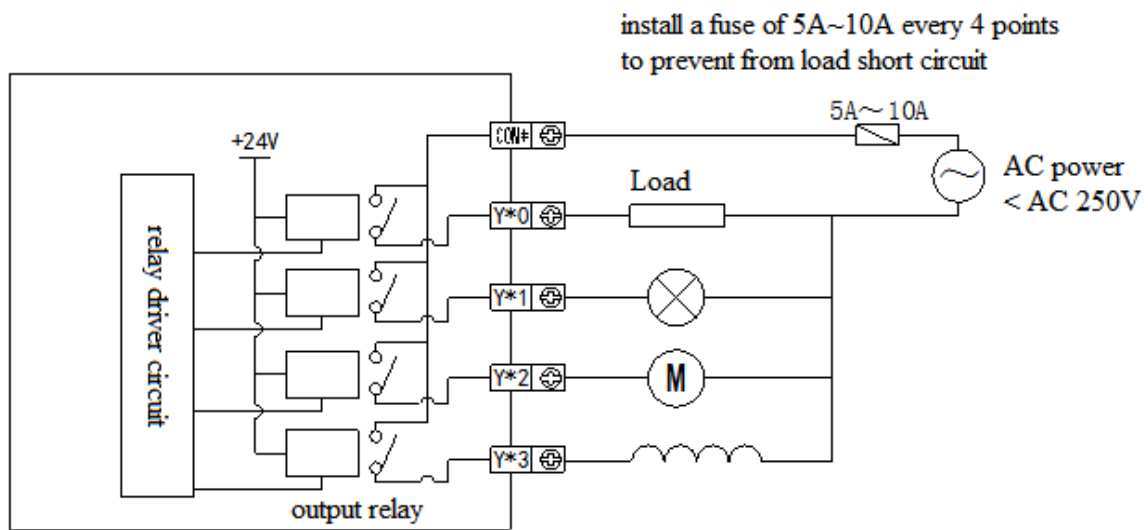 install a fuse of 5A~10A every 4 points
to prevent from load short circuit
5A~10A
CON#
+24V
AC power
< AC 250V
Load
Y*0
relay driver circuit
Y*1
M
Y*2
Y*3
output relay